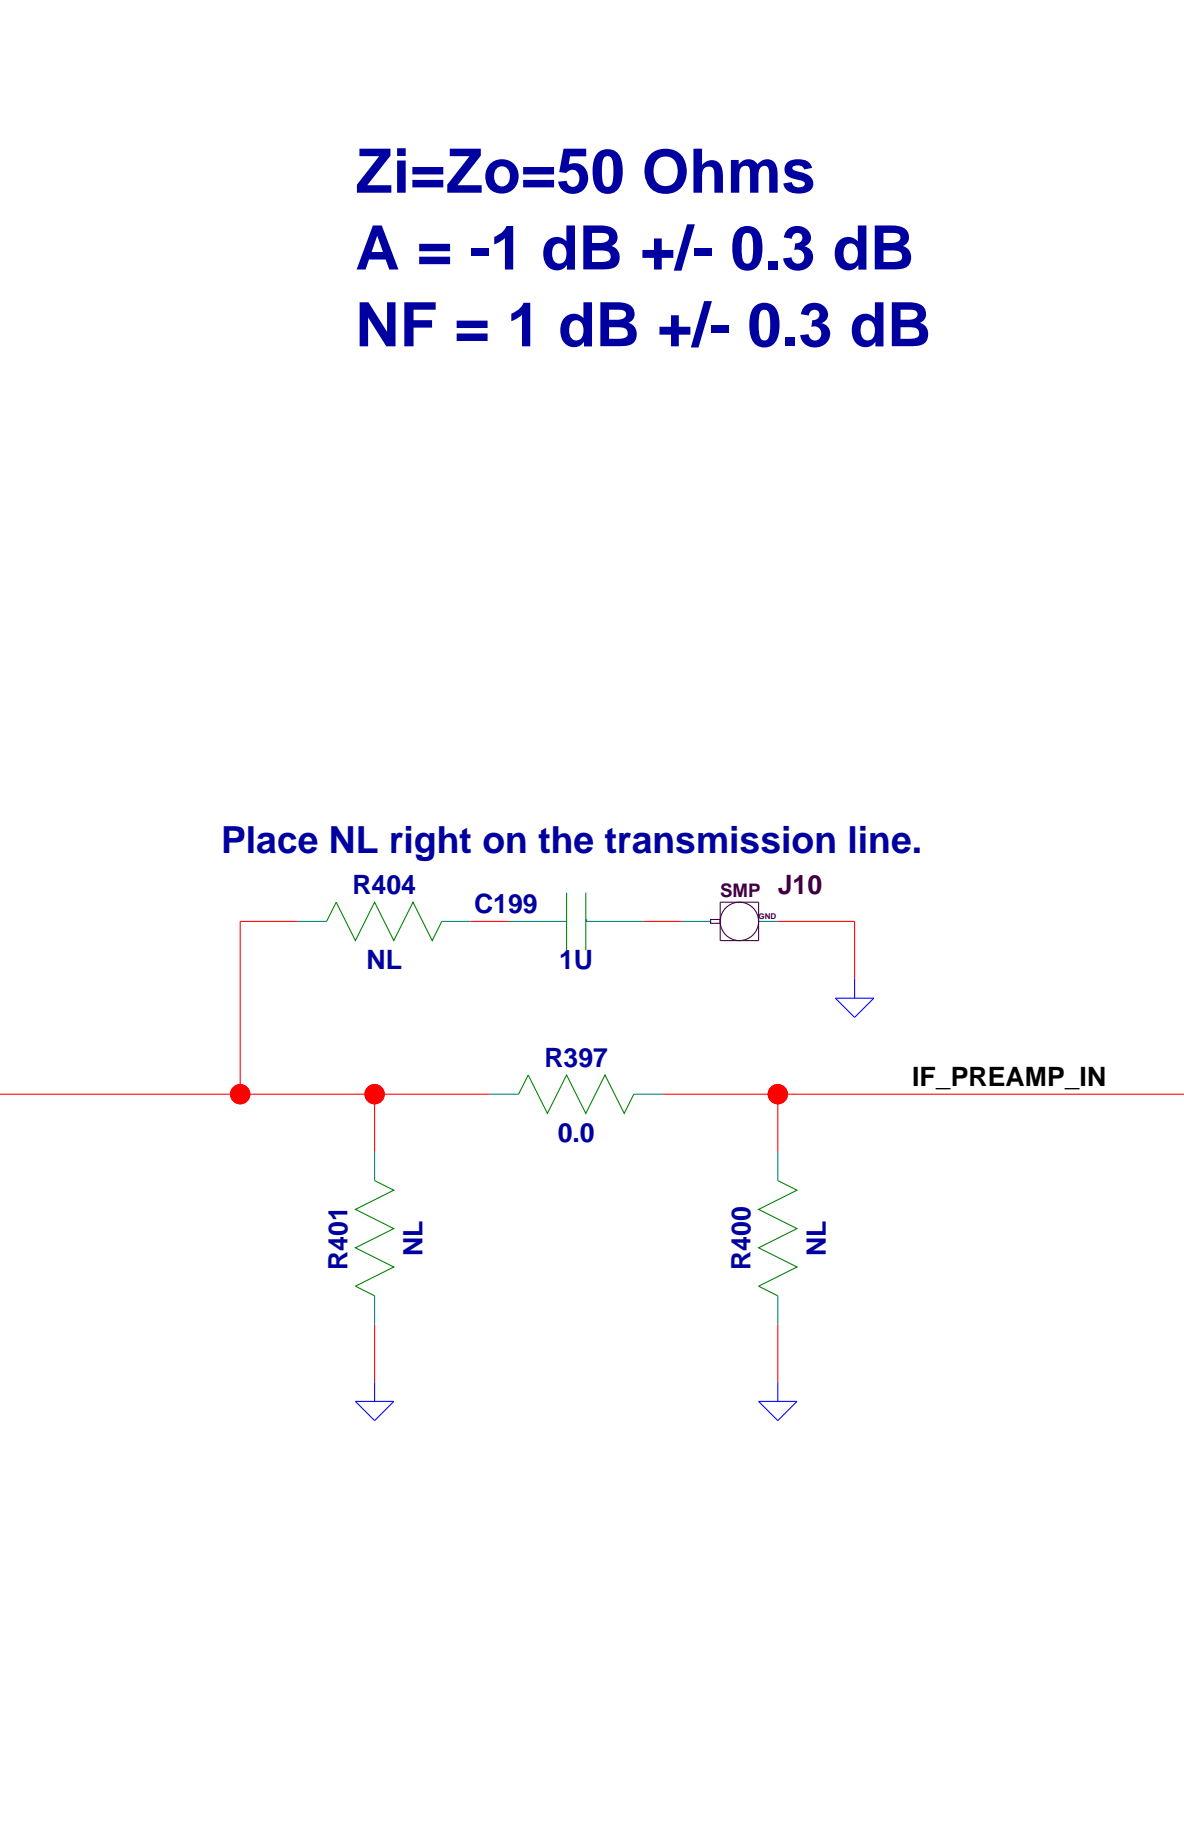 Zi=Zo=50 Ohms
A = -1 dB +/- 0.3 dB
NF = 1 dB +/- 0.3 dB
Place NL right on the transmission line.
R404
C199
SMP
J10
GND
NL
1U
R397
IF_PREAMP_IN
0.0
R401
NL
R400
NL